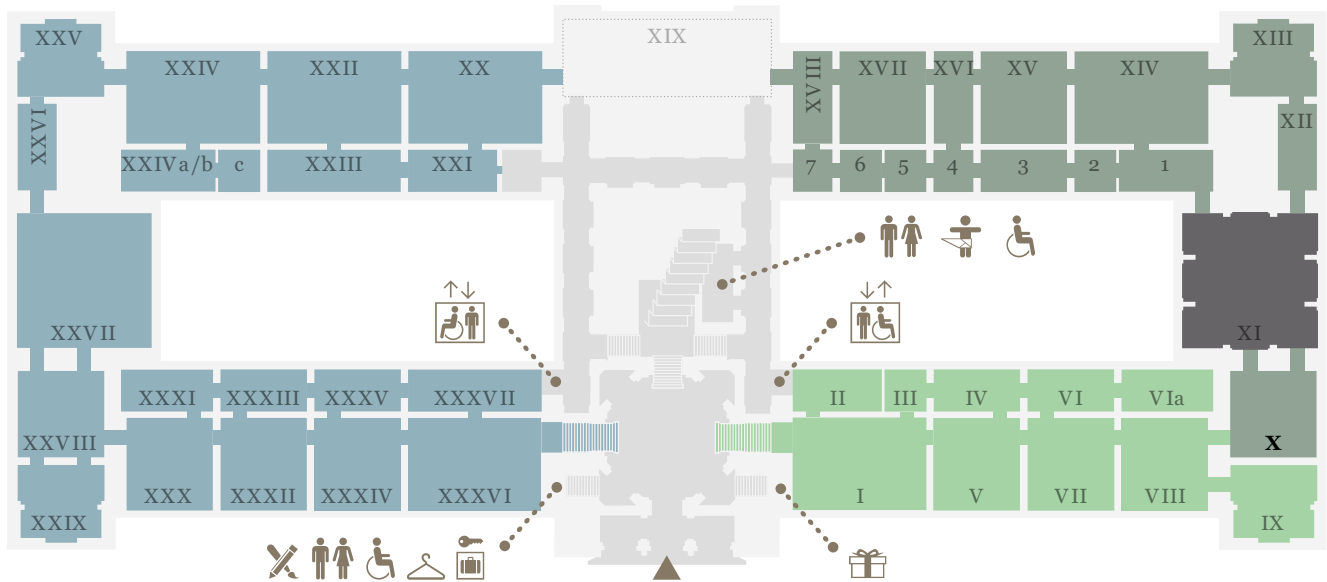 XXV XXIV XXII XX XIX XVIII XVII XVI XV XIV XIII
XXVI XII
XXIVa/b c XXIII XXI 7 6 5 4 3 2 1
XXVII XI
XXXI XXXIII XXXV XXXVII II III IV VI VIa
XXVIII X
XXX XXXII XXXIV XXXVI I V VII VIII
XXIX IX